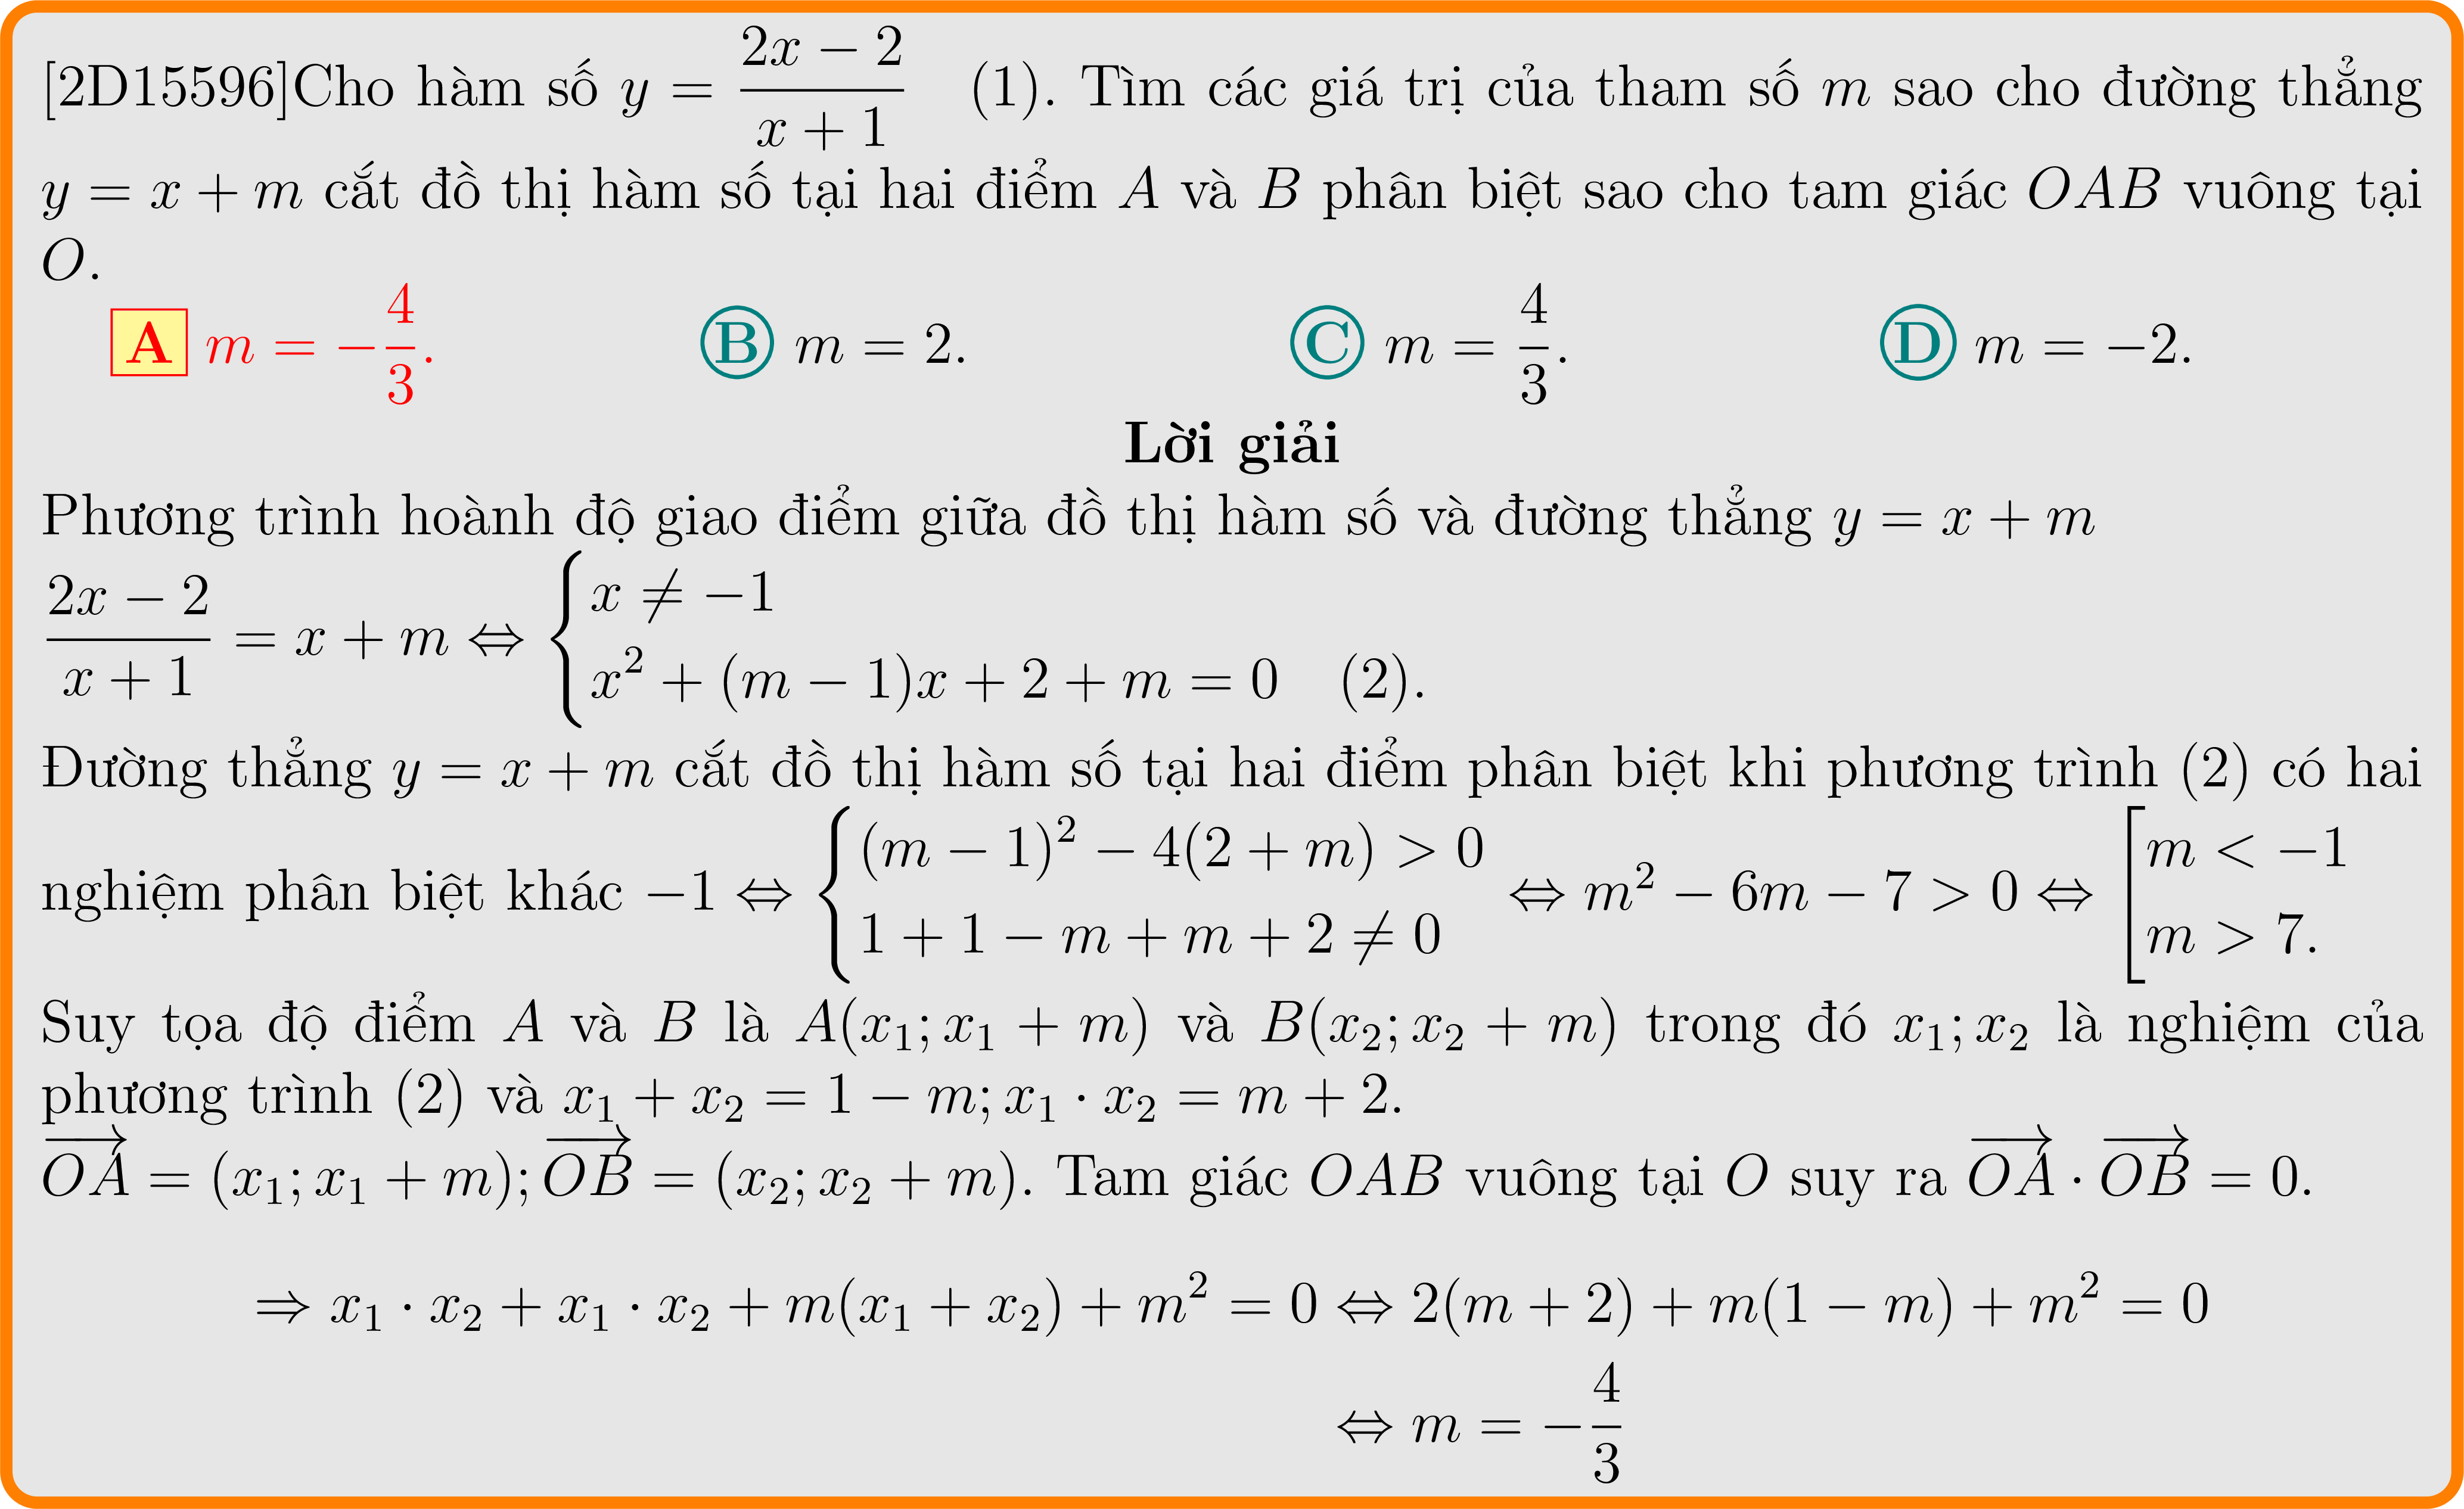 [2D15596]Cho hàm số $y = \dfrac{2x-2}{x+1}$ (1). Tìm các giá trị của tham số $m$ sao cho đường thẳng
$y = x + m$ cắt đồ thị hàm số tại hai điểm $A$ và $B$ phân biệt sao cho tam giác $OAB$ vuông tại
$O$.
A $m = -\dfrac{4}{3}$. B $m = 2$. C $m = \dfrac{4}{3}$. D $m = -2$.
Lời giải
Phương trình hoành độ giao điểm giữa đồ thị hàm số và đường thẳng $y = x + m$
$\dfrac{2x-2}{x+1} = x + m \Leftrightarrow \begin{cases} x \neq -1 \\ x^2 + (m-1)x + 2 + m = 0 \quad (2). \end{cases}$
Đường thẳng $y = x + m$ cắt đồ thị hàm số tại hai điểm phân biệt khi phương trình (2) có hai
nghiệm phân biệt khác $-1 \Leftrightarrow \begin{cases} (m-1)^2 - 4(2+m) > 0 \\ 1 + 1 - m + m + 2 \neq 0 \end{cases} \Leftrightarrow m^2 - 6m - 7 > 0 \Leftrightarrow \left[\begin{array}{l} m < -1 \\ m > 7. \end{array}\right.$
Suy tọa độ điểm $A$ và $B$ là $A(x_1; x_1 + m)$ và $B(x_2; x_2 + m)$ trong đó $x_1; x_2$ là nghiệm của
phương trình (2) và $x_1 + x_2 = 1 - m; x_1 \cdot x_2 = m + 2$.
$\overrightarrow{OA} = (x_1; x_1 + m); \overrightarrow{OB} = (x_2; x_2 + m)$. Tam giác $OAB$ vuông tại $O$ suy ra $\overrightarrow{OA} \cdot \overrightarrow{OB} = 0$.
$\Rightarrow x_1 \cdot x_2 + x_1 \cdot x_2 + m(x_1 + x_2) + m^2 = 0 \Leftrightarrow 2(m+2) + m(1-m) + m^2 = 0$
$\Leftrightarrow m = -\dfrac{4}{3}$